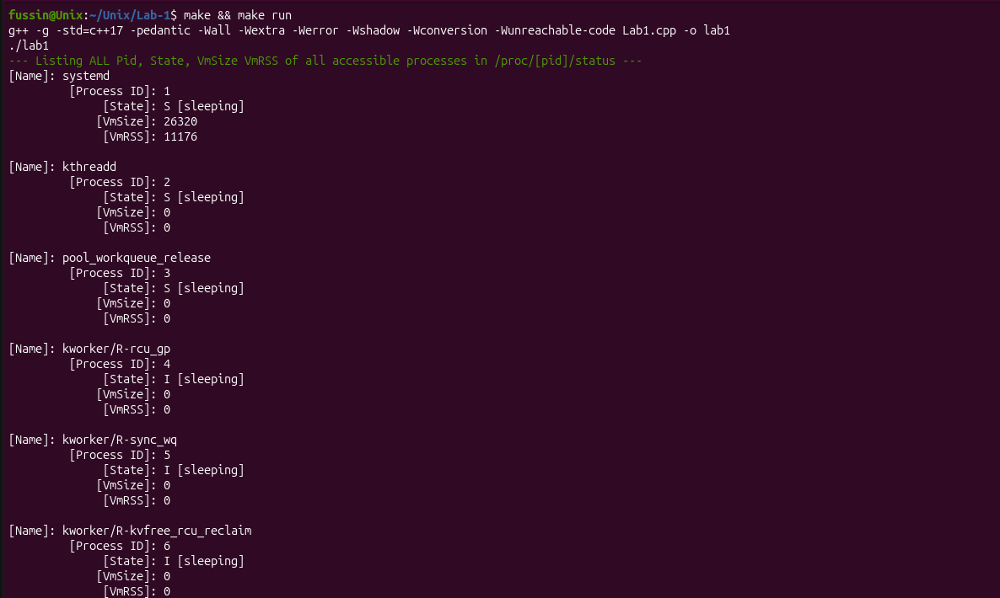 fussin@Unix:~/Unix/Lab-1$ make && make run
g++ -g -std=c++17 -pedantic -Wall -Wextra -Werror -Wshadow -Wconversion -Wunreachable-code Lab1.cpp -o lab1
./lab1
--- Listing ALL Pid, State, VmSize VmRSS of all accessible processes in /proc/[pid]/status ---
[Name]: systemd
[Process ID]: 1
[State]: S [sleeping]
[VmSize]: 26320
[VmRSS]: 11176
[Name]: kthreadd
[Process ID]: 2
[State]: S [sleeping]
[VmSize]: 0
[VmRSS]: 0
[Name]: pool_workqueue_release
[Process ID]: 3
[State]: S [sleeping]
[VmSize]: 0
[VmRSS]: 0
[Name]: kworker/R-rcu_gp
[Process ID]: 4
[State]: I [sleeping]
[VmSize]: 0
[VmRSS]: 0
[Name]: kworker/R-sync_wq
[Process ID]: 5
[State]: I [sleeping]
[VmSize]: 0
[VmRSS]: 0
[Name]: kworker/R-kvfree_rcu_reclaim
[Process ID]: 6
[State]: I [sleeping]
[VmSize]: 0
[VmRSS]: 0